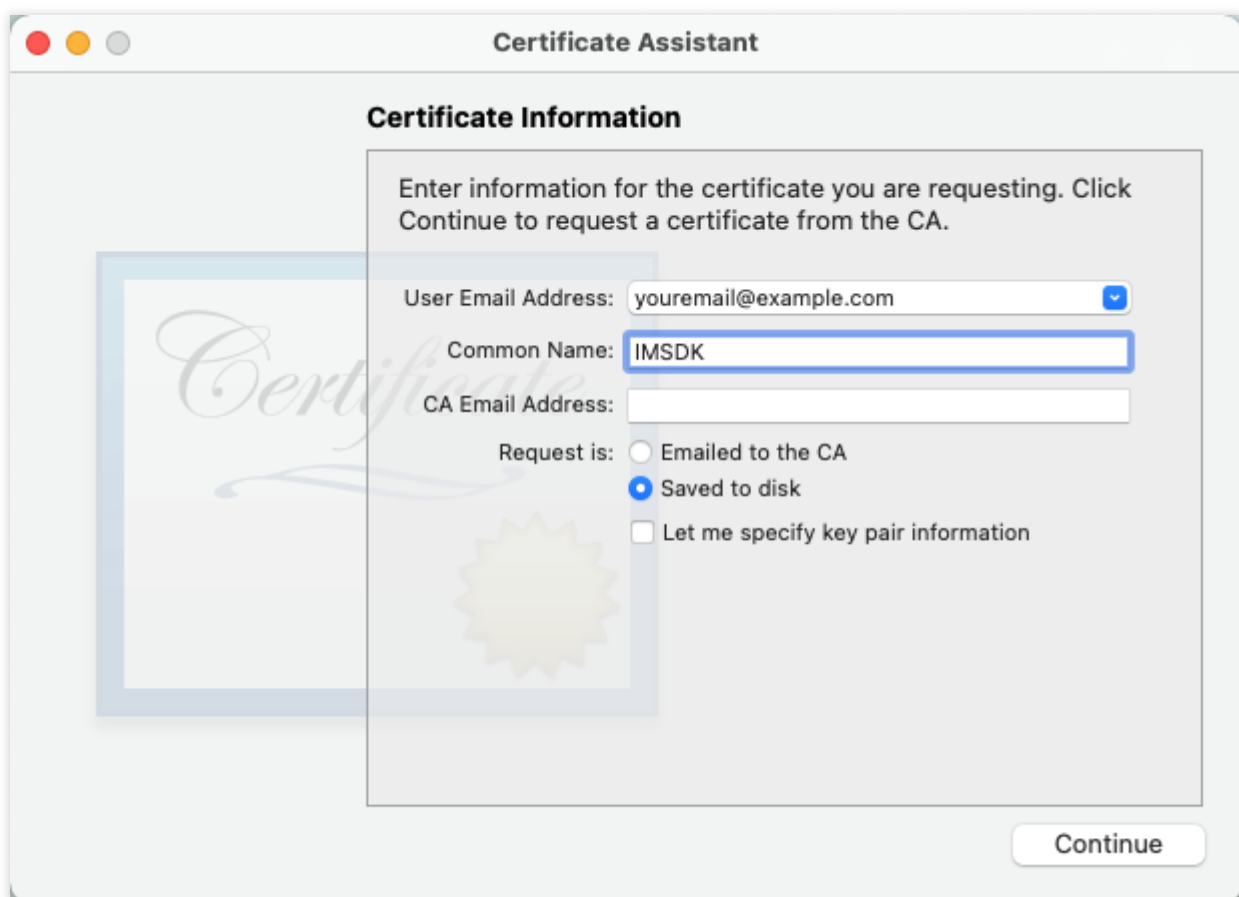 Certificate Assistant
Certificate Information
Enter information for the certificate you are requesting. Click
Continue to request a certificate from the CA.
User Email Address: youremail@example.com
Common Name: IMSDK
CA Email Address:
Request is: Emailed to the CA
Saved to disk
Let me specify key pair information
Certificate
Continue